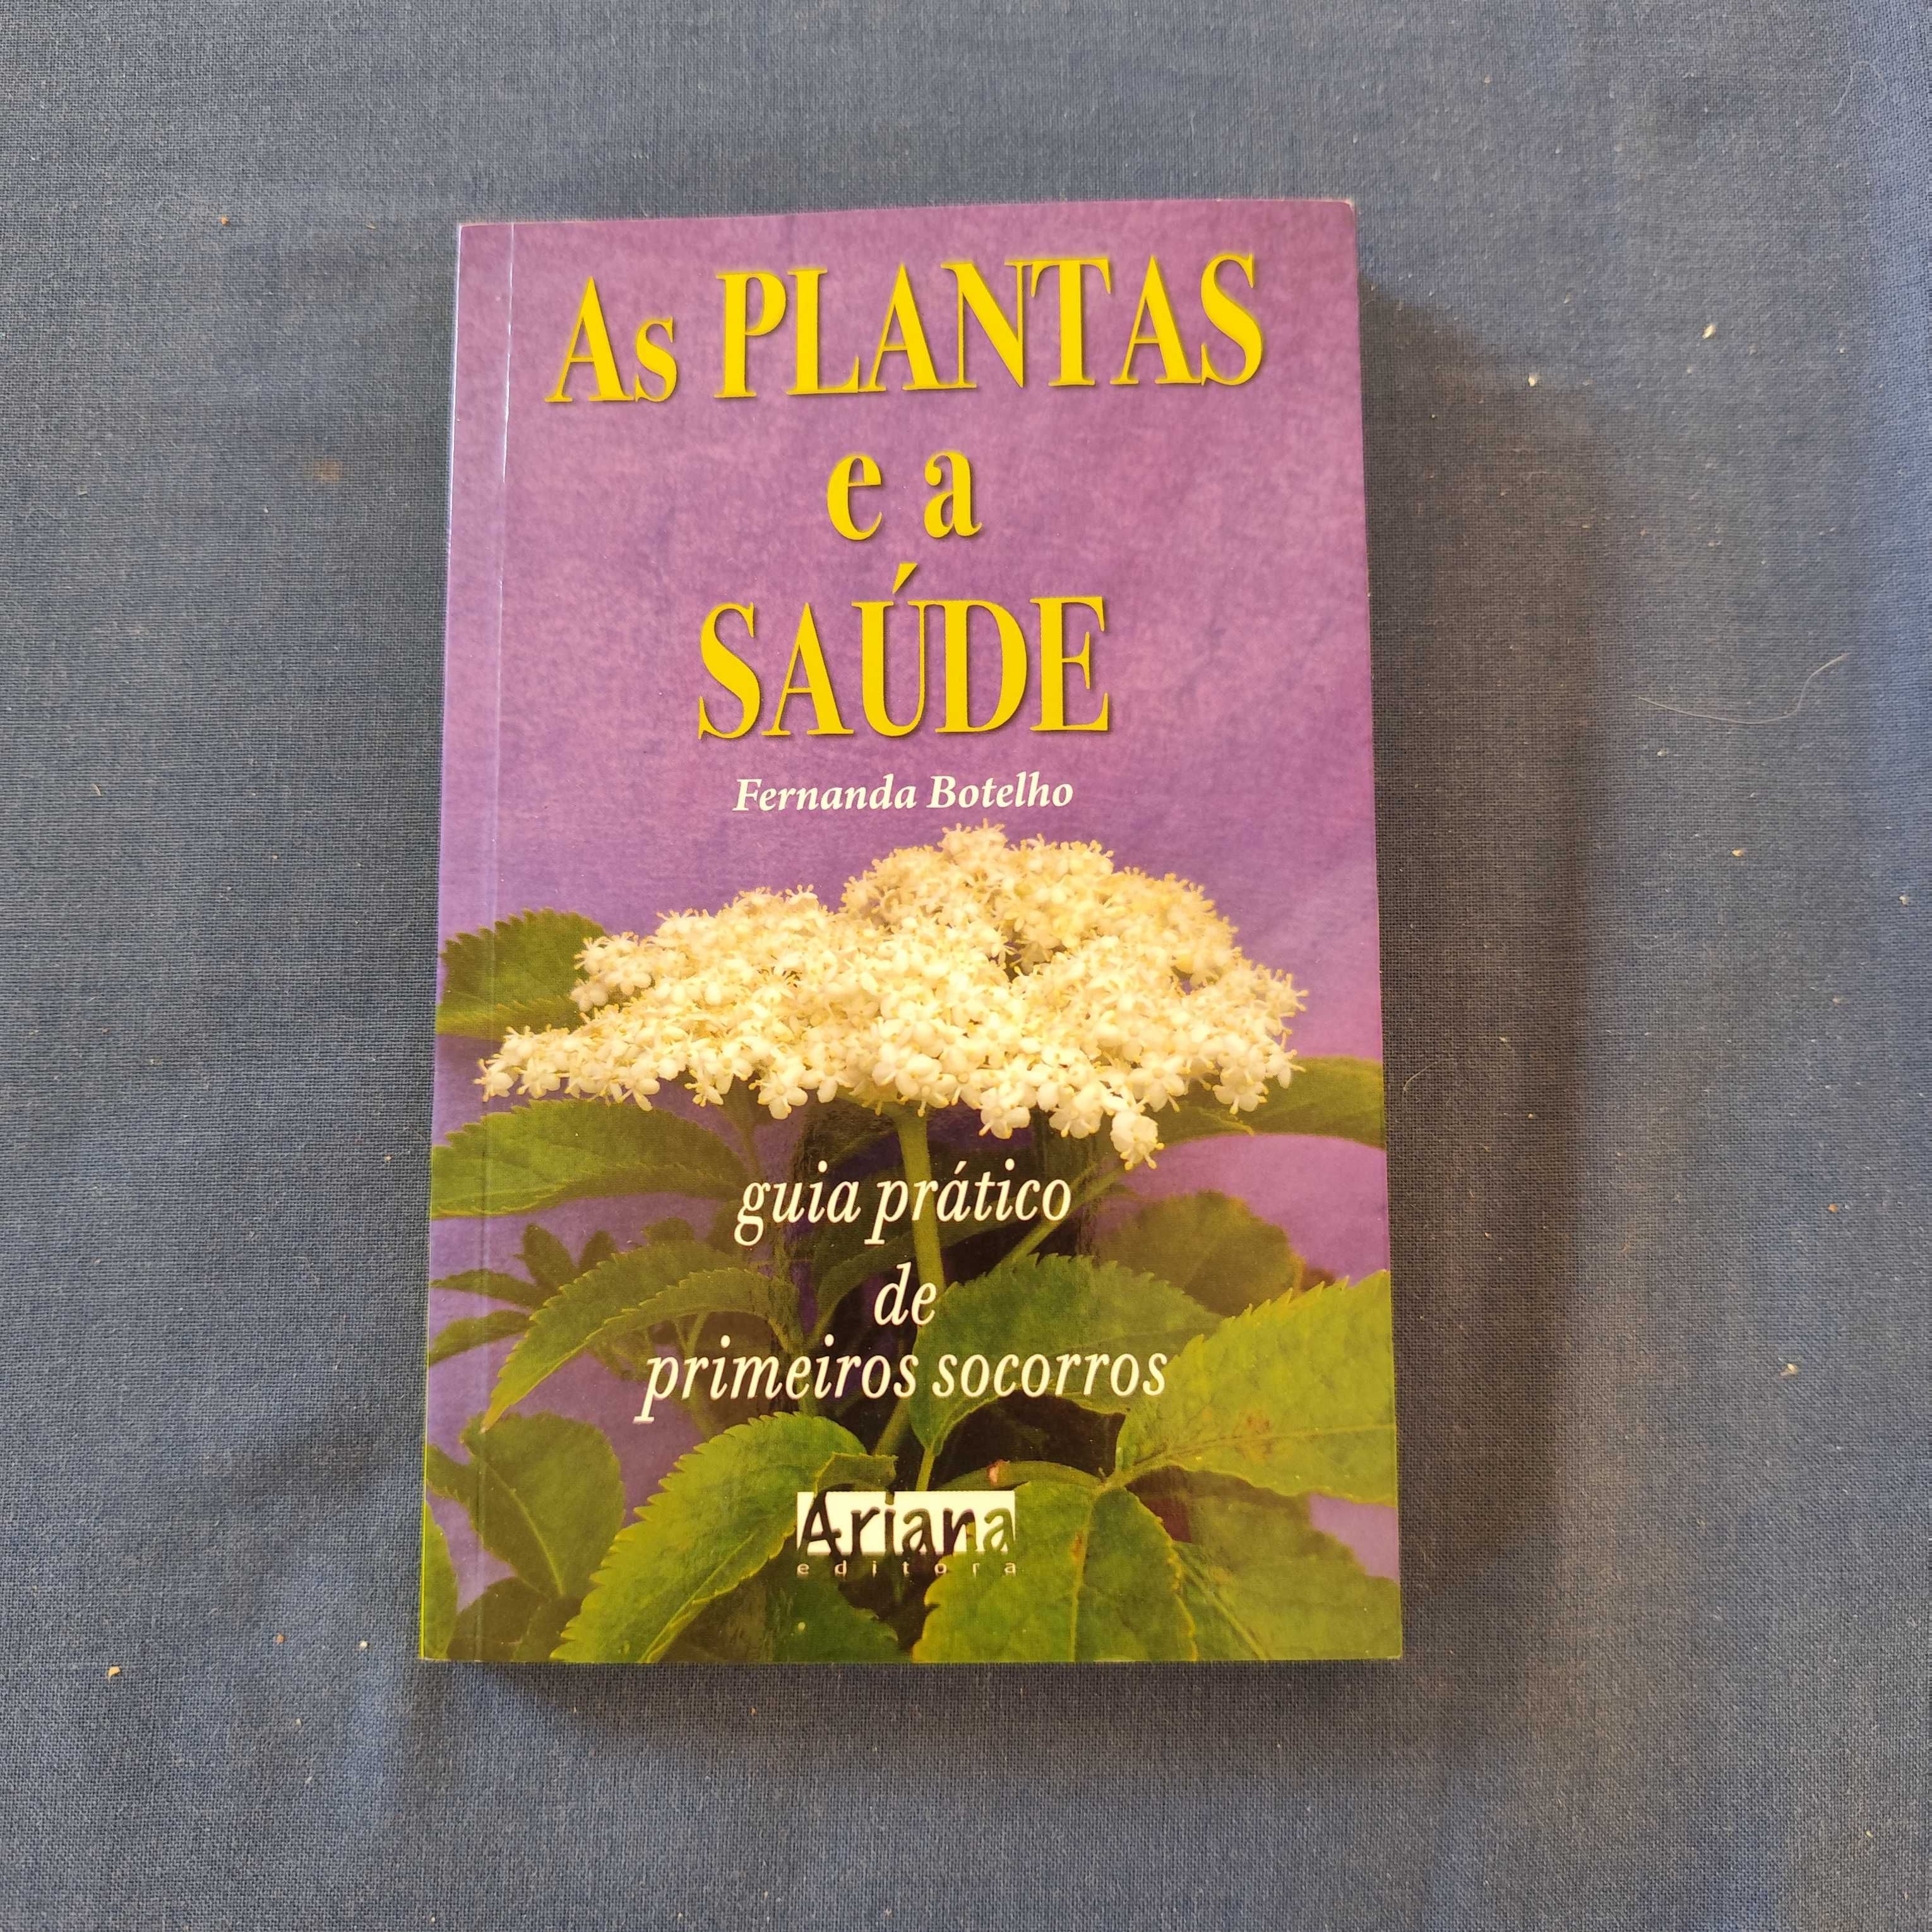 As PLANTAS
e a
SAÚDE
Fernanda Botelho
guia prático
de
primeiros socorros
Ariana
editora